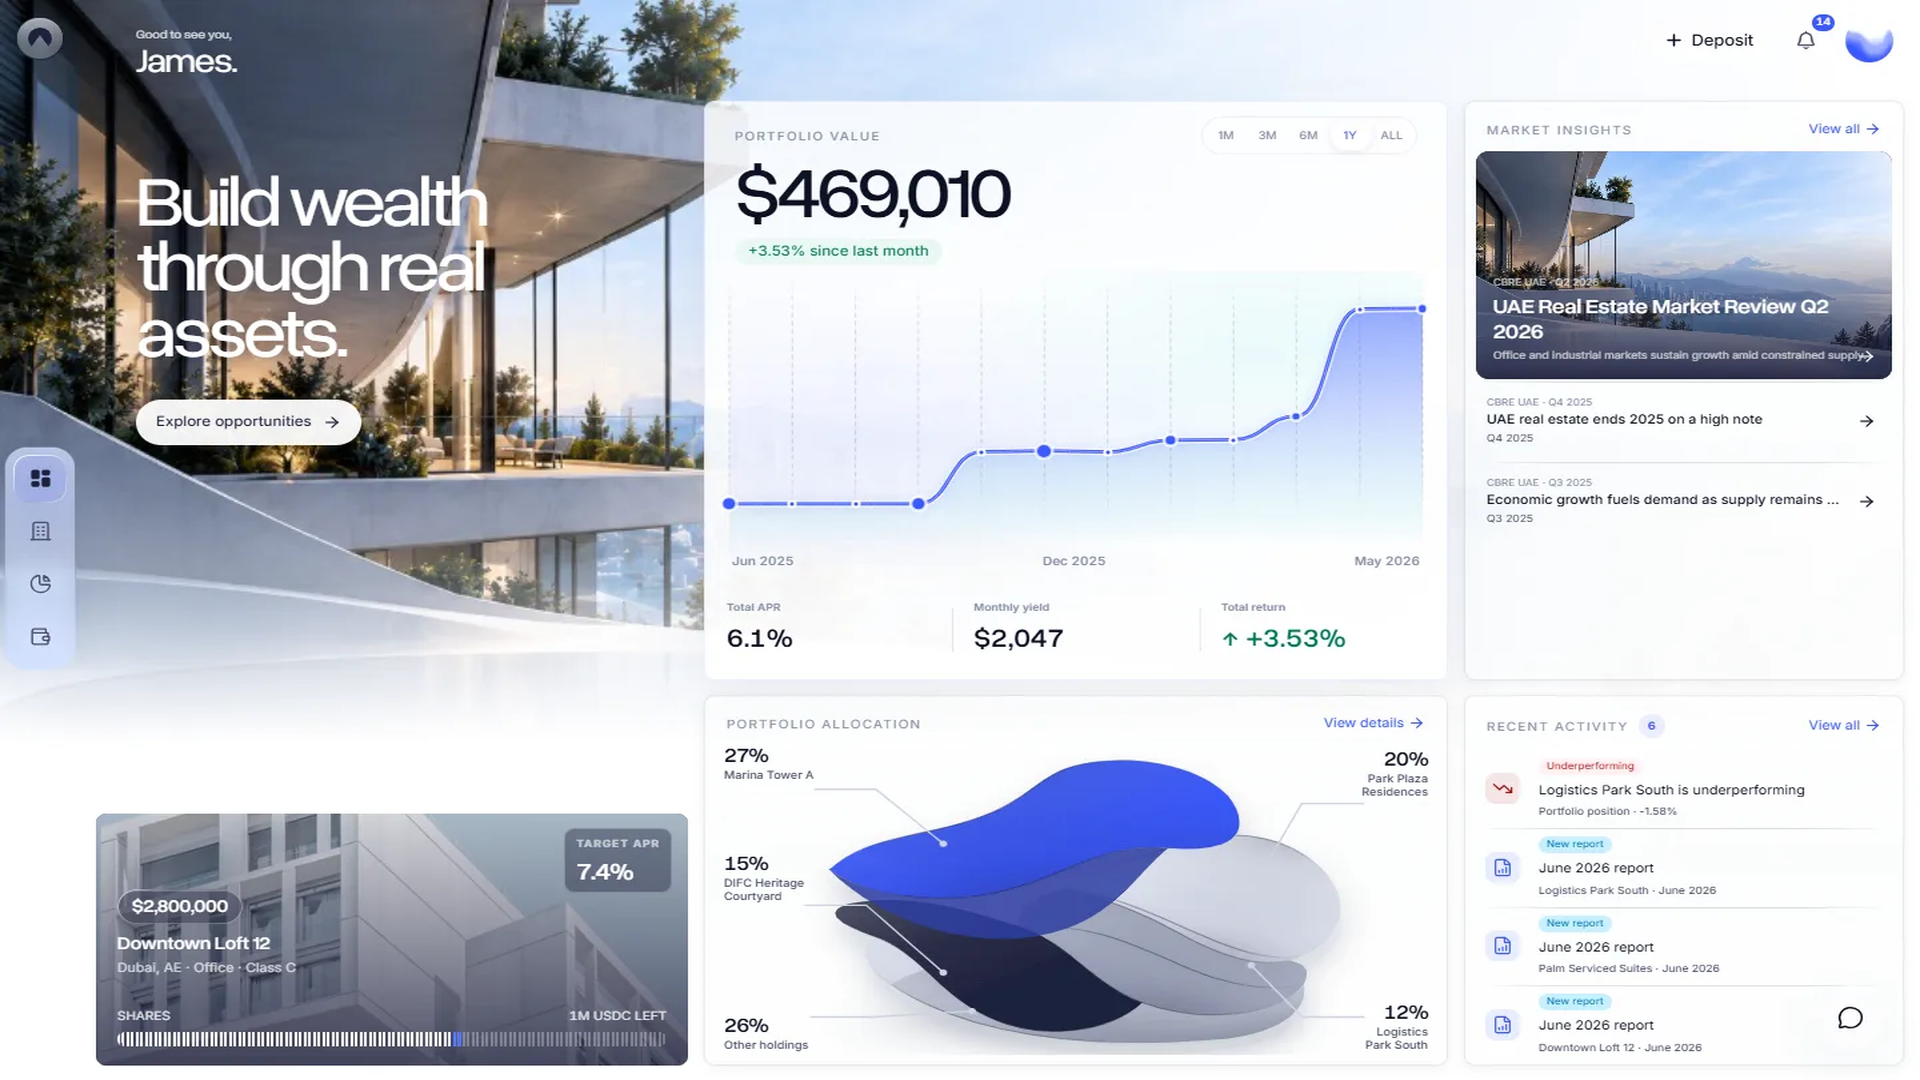 Good to see you,
James.
+ Deposit
14
Build wealth
through real
assets.
Explore opportunities →
PORTFOLIO VALUE
1M 3M 6M 1Y ALL
$469,010
+3.53% since last month
Jun 2025
Dec 2025
May 2026
Total APR
6.1%
Monthly yield
$2,047
Total return
↑ +3.53%
MARKET INSIGHTS
View all →
CBRE UAE - Q2 2026
UAE Real Estate Market Review Q2
2026
Office and industrial markets sustain growth amid constrained supply
CBRE UAE - Q4 2025
UAE real estate ends 2025 on a high note
Q4 2025
CBRE UAE - Q3 2025
Economic growth fuels demand as supply remains ...
Q3 2025
TARGET APR
7.4%
$2,800,000
Downtown Loft 12
Dubai, AE · Office · Class C
SHARES
1M USDC LEFT
PORTFOLIO ALLOCATION
View details →
27%
Marina Tower A
20%
Park Plaza
Residences
15%
DIFC Heritage
Courtyard
26%
Other holdings
12%
Logistics
Park South
RECENT ACTIVITY 6
View all →
Underperforming
Logistics Park South is underperforming
Portfolio position · -1.58%
New report
June 2026 report
Logistics Park South · June 2026
New report
June 2026 report
Palm Serviced Suites · June 2026
New report
June 2026 report
Downtown Loft 12 · June 2026